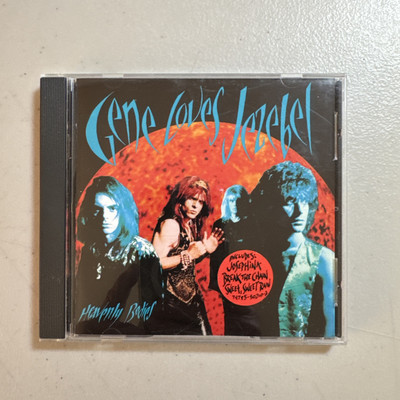 Gene Loves Jezebel
Heavenly Bodies
INCLUDES:
JOSEPHINA
BREAK THE CHAIN
SWEET SWEET RAIN